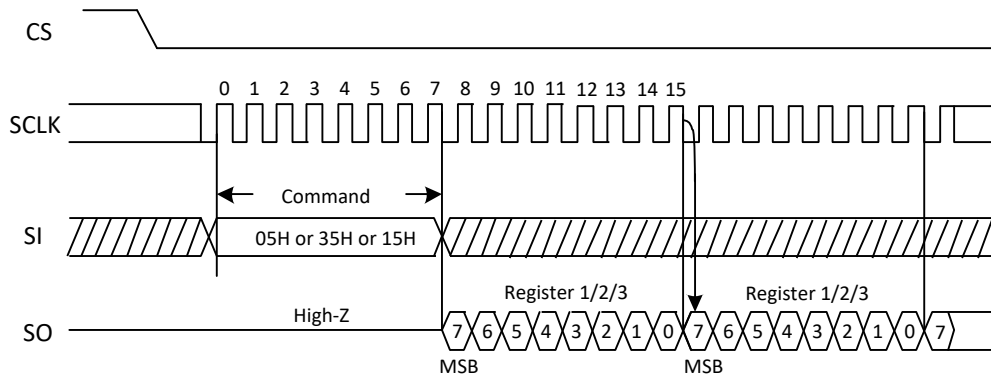 CS
0 1 2 3 4 5 6 7 8 9 10 11 12 13 14 15
SCLK
Command
SI
05H or 35H or 15H
Register 1/2/3 Register 1/2/3
High-Z
SO
7 6 5 4 3 2 1 0 7 6 5 4 3 2 1 0 7
MSB MSB